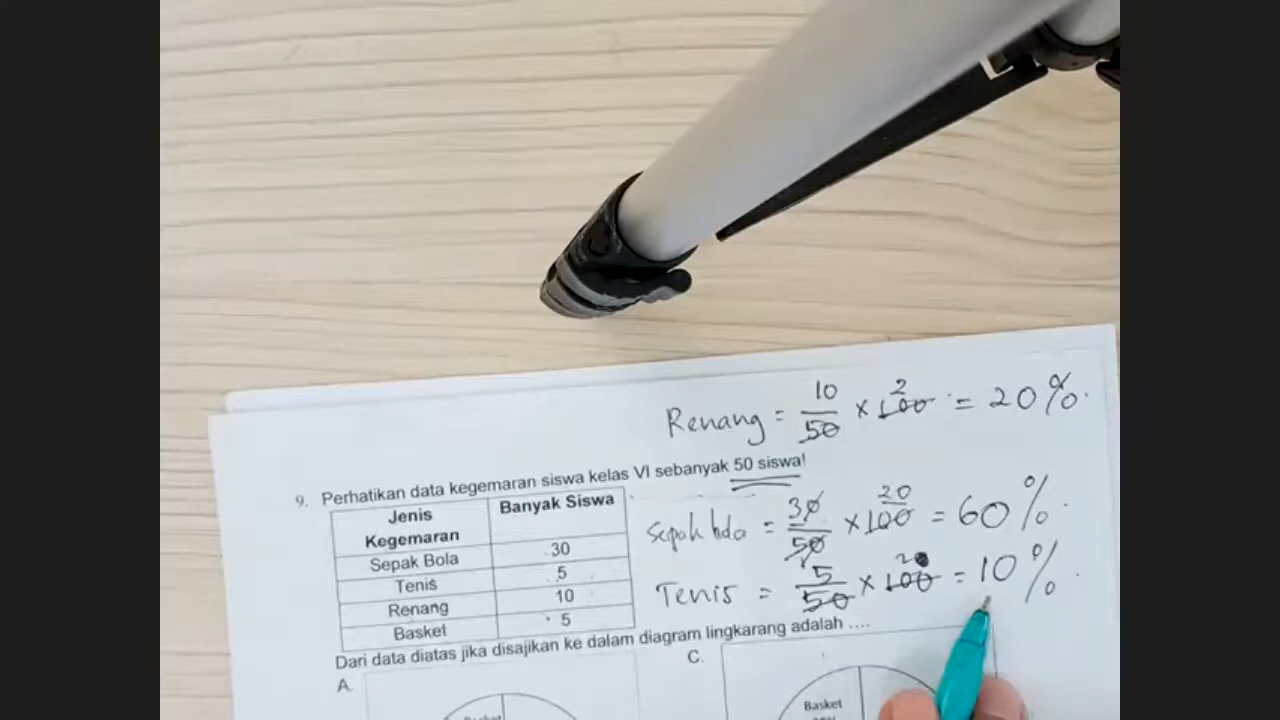 Renang = 10/50 x 100 2 = 20%.
9. Perhatikan data kegemaran siswa kelas VI sebanyak 50 siswa!
Jenis Kegemaran Banyak Siswa
Sepak Bola 30
Tenis 5
Renang 10
Basket 5
Sepak bola = 30/50 x 100 20 = 60%.
Tenis = 5/50 x 100 2 = 10%.
Dari data diatas jika disajikan ke dalam diagram lingkarang adalah ....
A.
C.
Basket
Basket